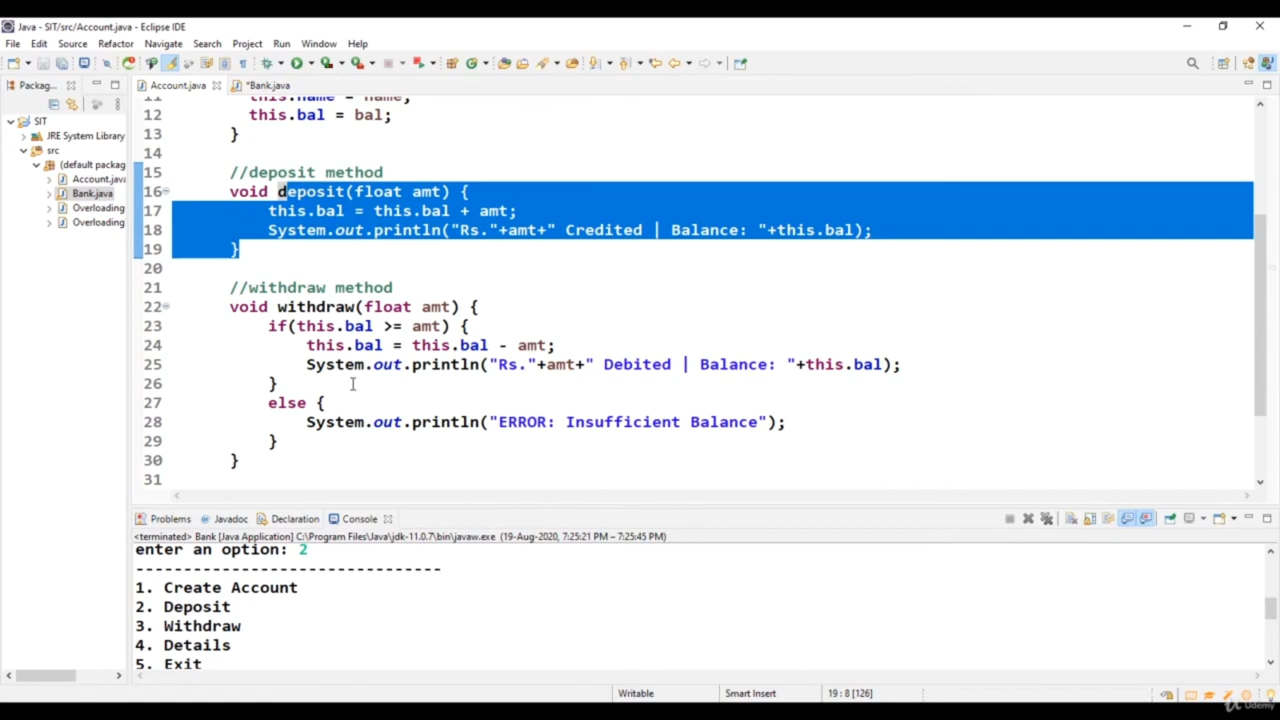 Java - SIT/src/Account.java - Eclipse IDE
File Edit Source Refactor Navigate Search Project Run Window Help
Packag...
Account.java
*Bank.java
SIT
JRE System Library
src
(default packag
Account.java
Bank.java
Overloading
Overloading
11 this.name = name;
12 this.bal = bal;
13 }
14
15 //deposit method
16 void deposit(float amt) {
17 this.bal = this.bal + amt;
18 System.out.println("Rs."+amt+" Credited | Balance: "+this.bal);
19 }
20
21 //withdraw method
22 void withdraw(float amt) {
23 if(this.bal >= amt) {
24 this.bal = this.bal - amt;
25 System.out.println("Rs."+amt+" Debited | Balance: "+this.bal);
26 }
27 else {
28 System.out.println("ERROR: Insufficient Balance");
29 }
30 }
31
Problems Javadoc Declaration Console
<terminated> Bank [Java Application] C:\Program Files\Java\jdk-11.0.7\bin\javaw.exe (19-Aug-2020, 7:25:21 PM – 7:25:45 PM)
enter an option: 2
--------------------------------
1. Create Account
2. Deposit
3. Withdraw
4. Details
5. Exit
Writable Smart Insert 19 : 8 [126]
Udemy